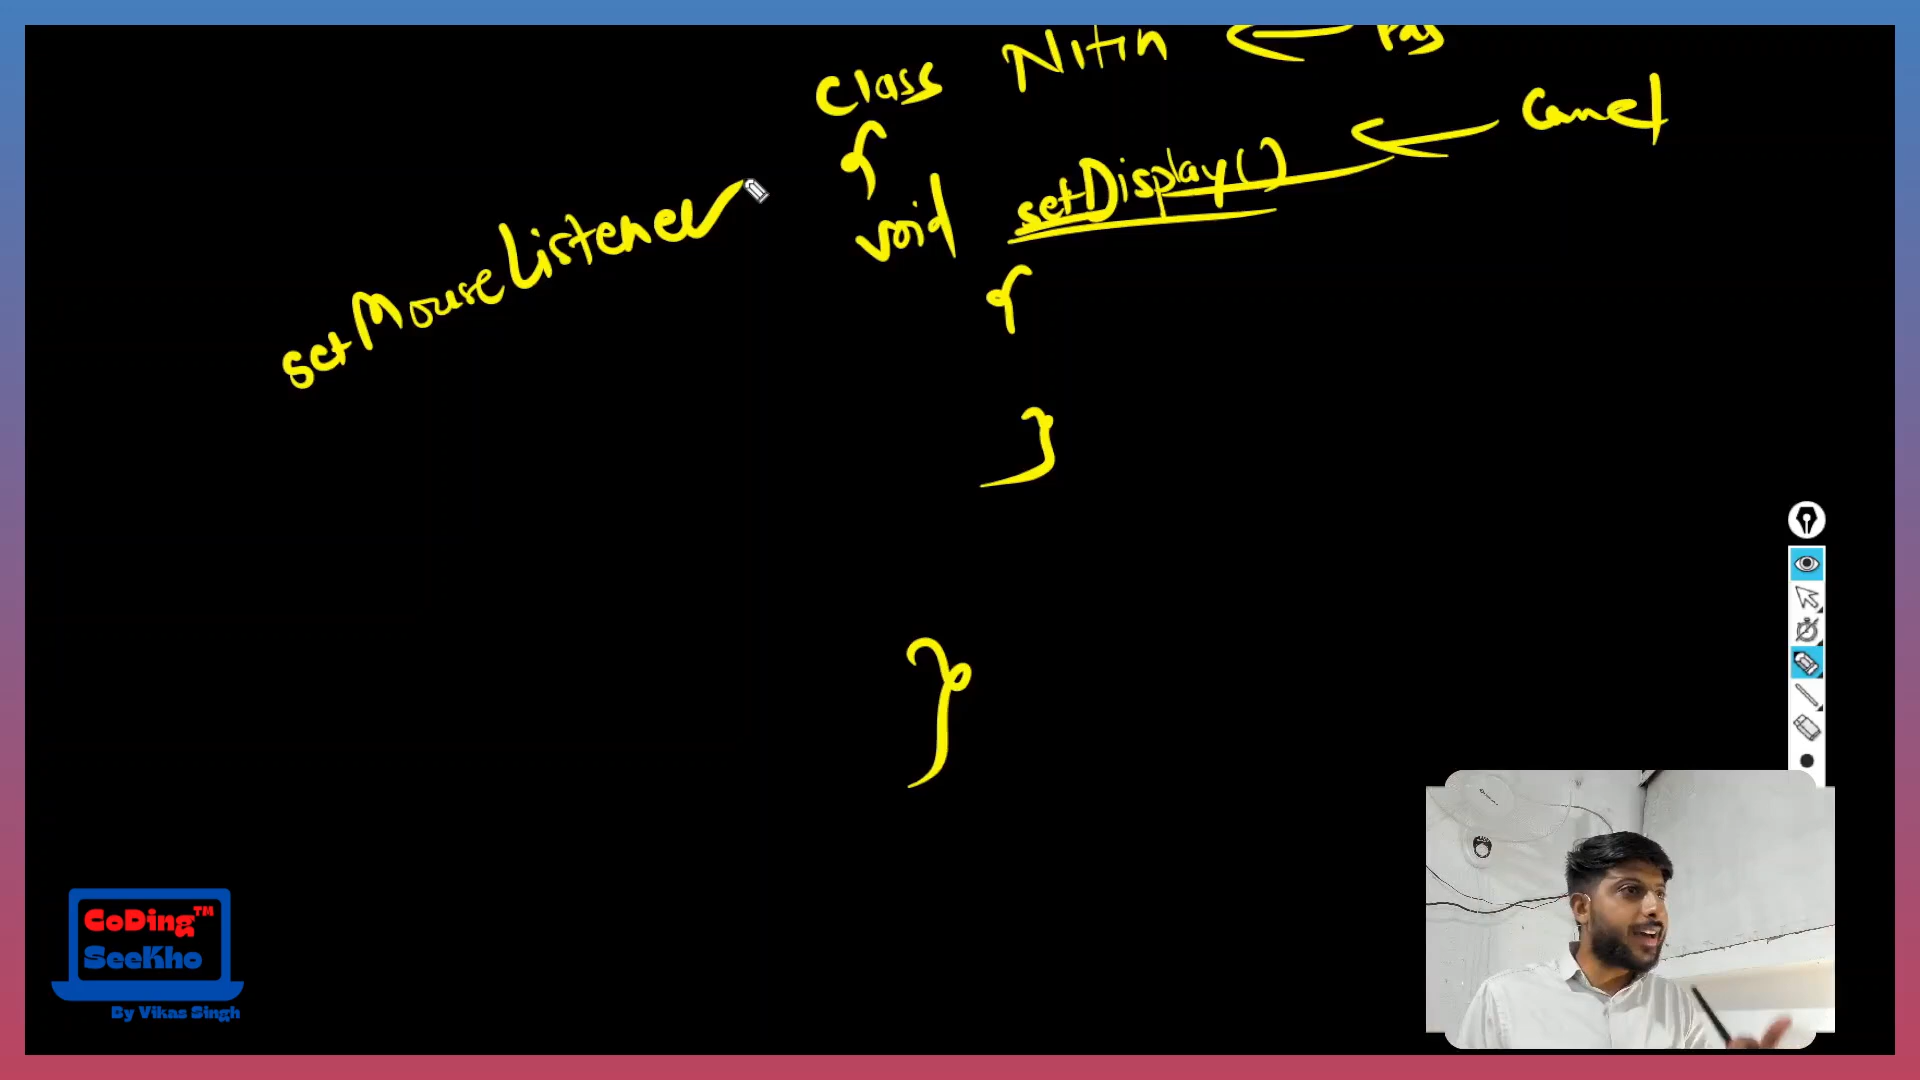 class Nitin
void setDisplay() camel
setMouseListener
CoDing™
SeeKho
By Vikas Singh